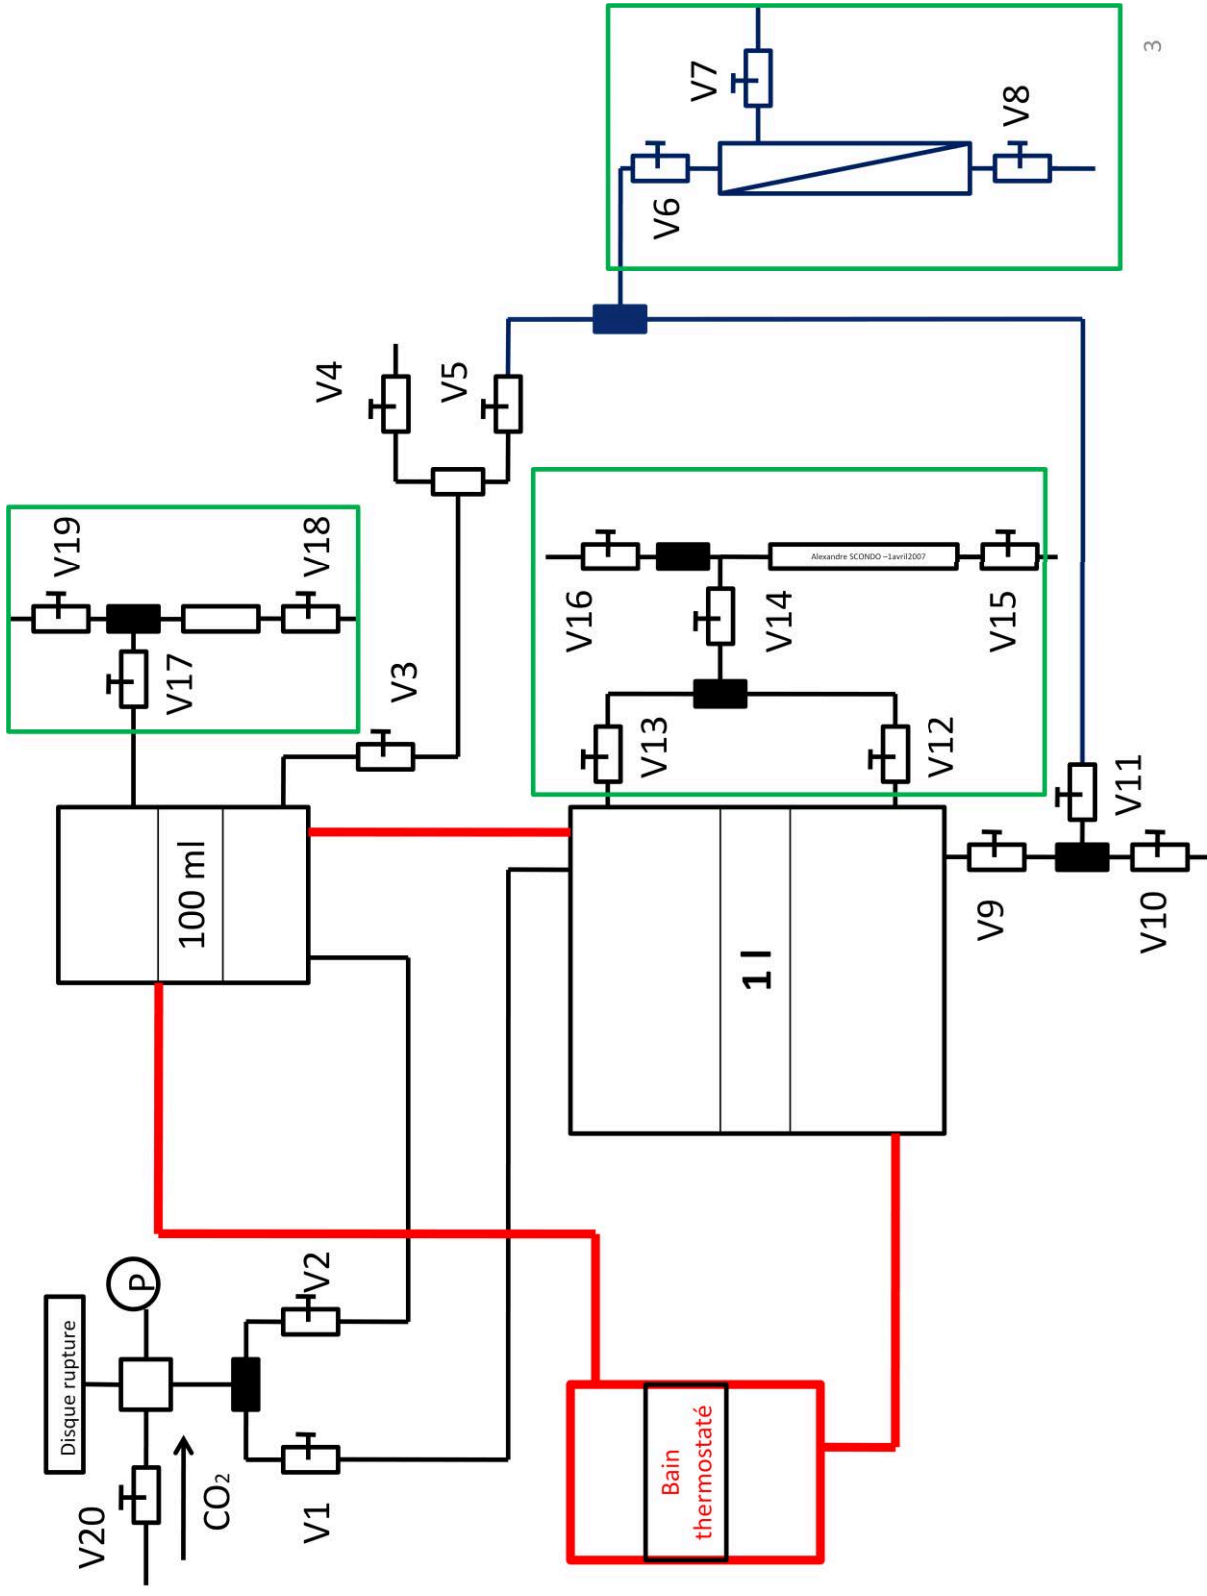 Disque rupture
P
V20
CO₂
V1
V2
Bain
thermostaté
100 ml
1 l
V17
V19
V18
V3
V4
V5
V13
V12
V14
V16
V15
Alexandre SCONDO –1avril2007
V9
V10
V11
V6
V7
V8
3